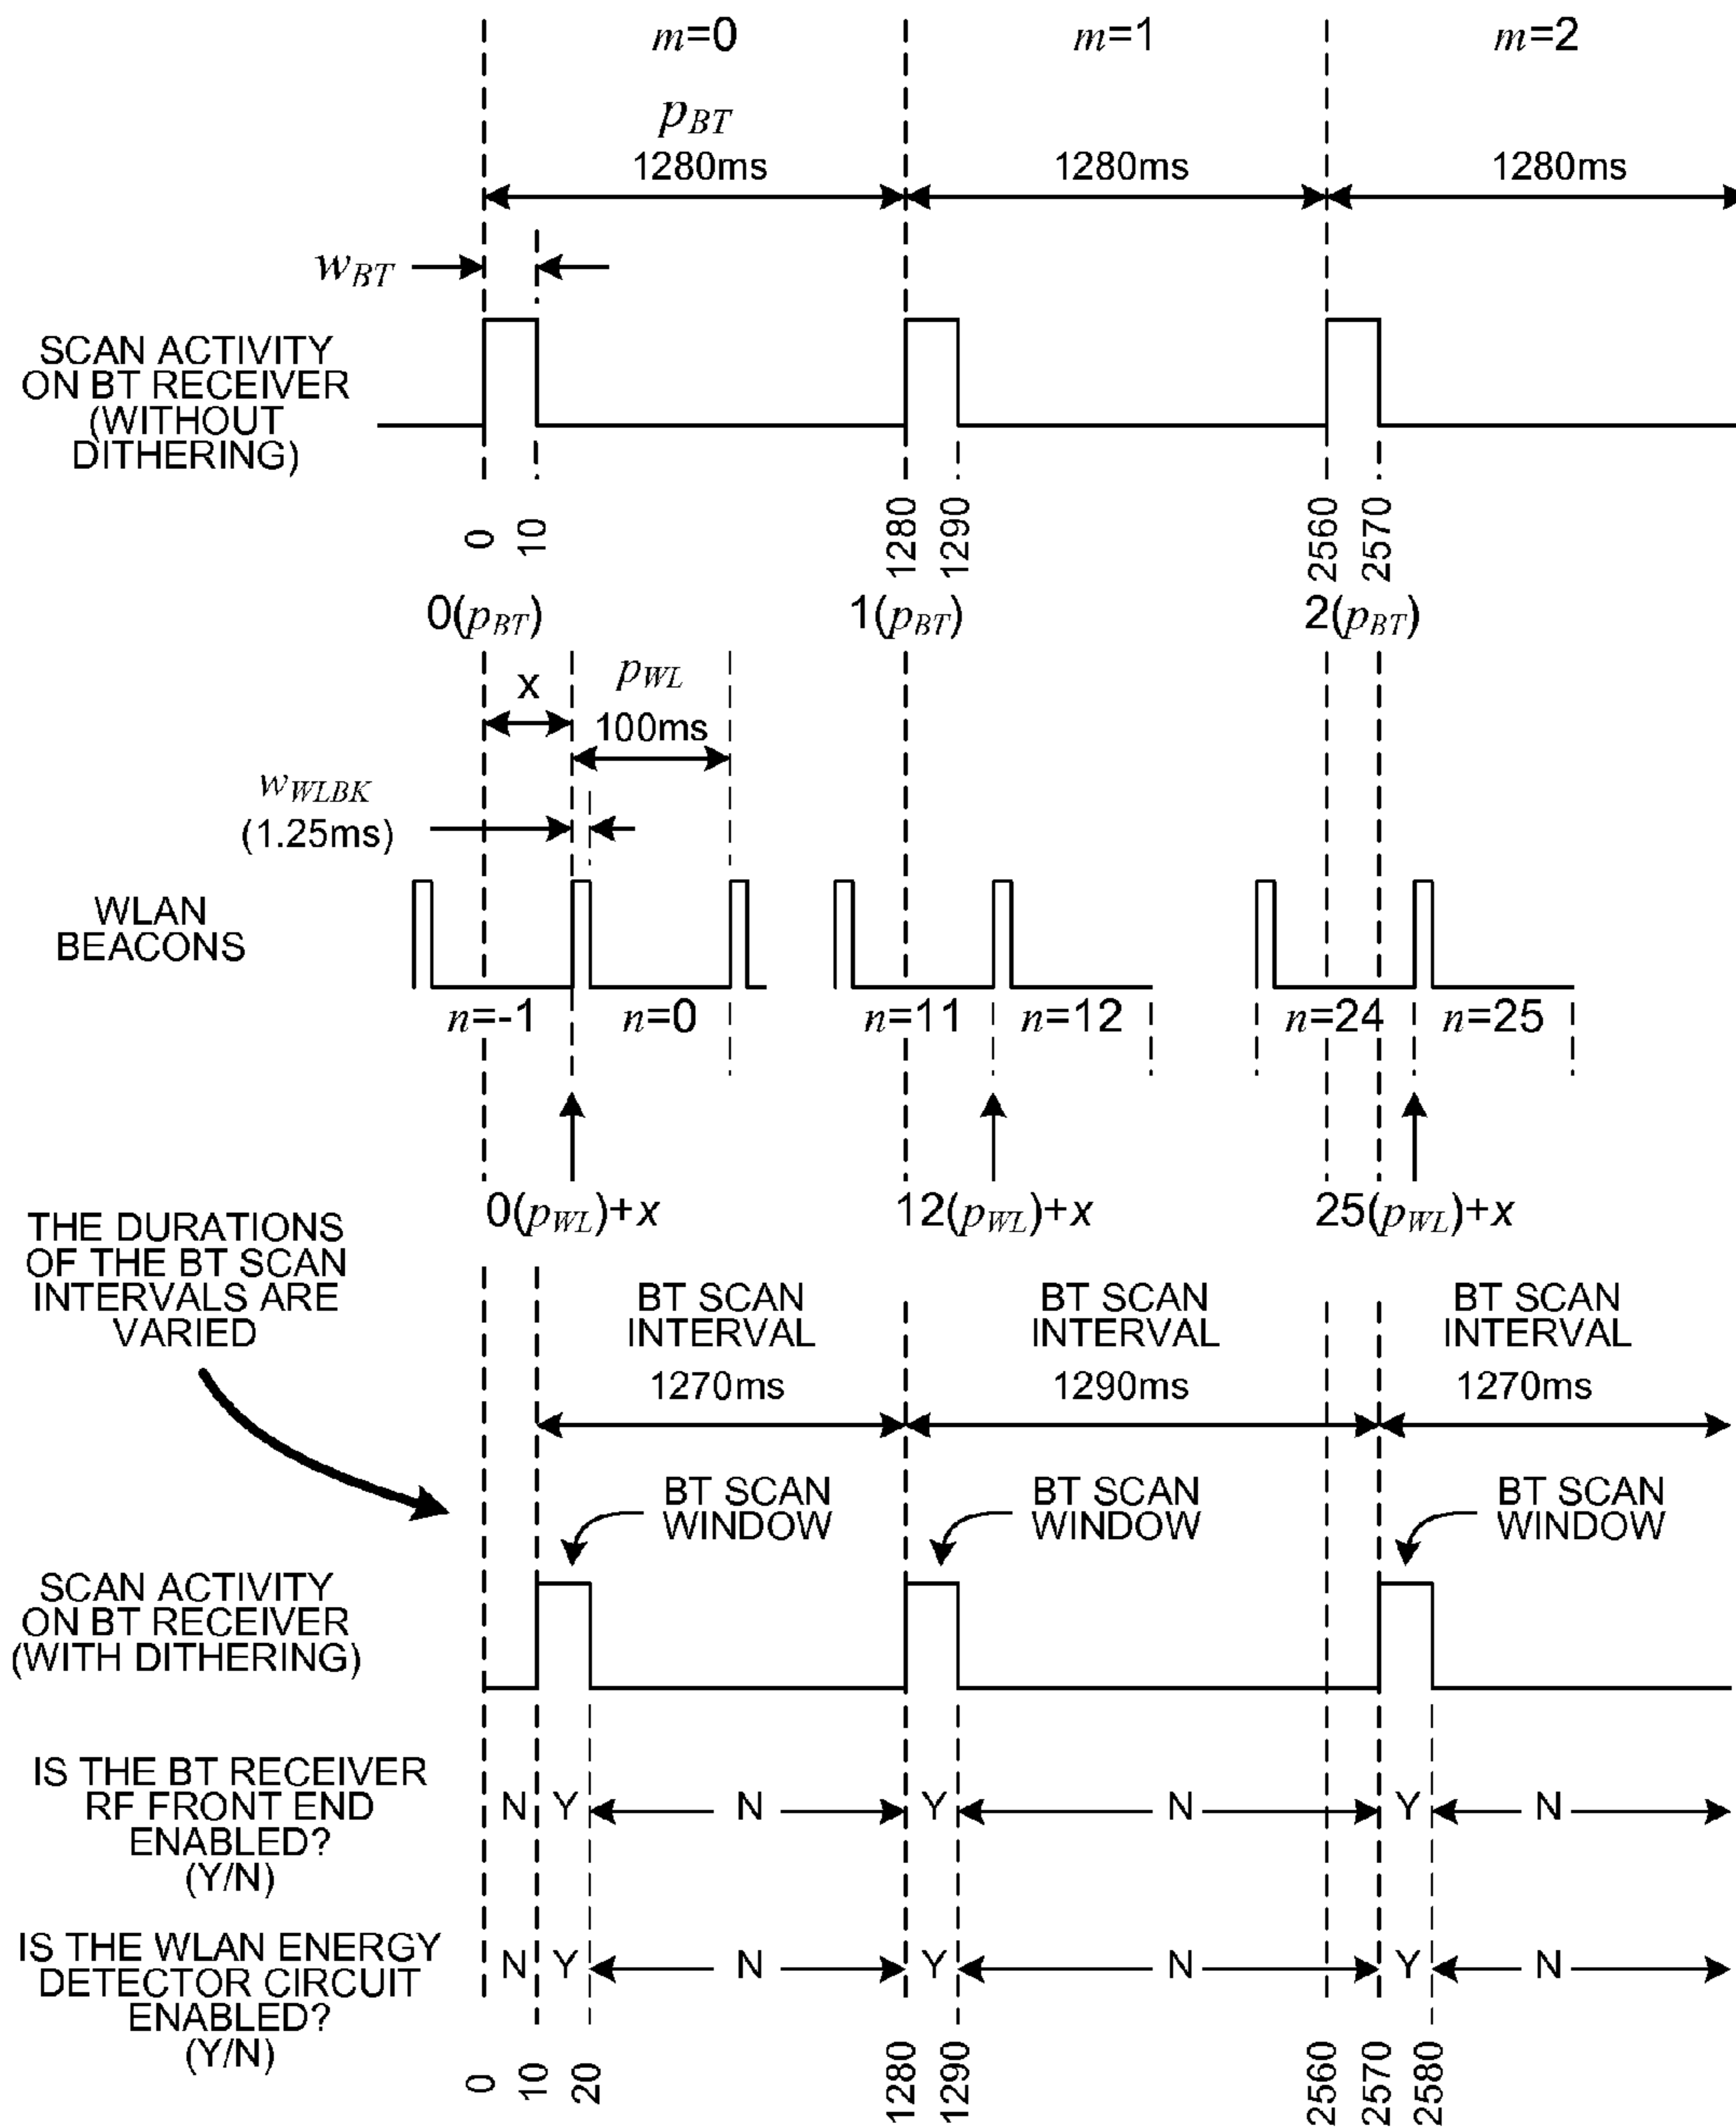 m=0
m=1
m=2
pBT
1280ms
1280ms
1280ms
wBT
SCAN ACTIVITY
ON BT RECEIVER
(WITHOUT
DITHERING)
0
10
1280
1290
2560
2570
0(pBT)
1(pBT)
2(pBT)
x
pWL
100ms
wWLBK
(1.25ms)
WLAN
BEACONS
n=-1
n=0
n=11
n=12
n=24
n=25
0(pWL)+x
12(pWL)+x
25(pWL)+x
THE DURATIONS
OF THE BT SCAN
INTERVALS ARE
VARIED
BT SCAN
INTERVAL
1270ms
BT SCAN
INTERVAL
1290ms
BT SCAN
INTERVAL
1270ms
BT SCAN
WINDOW
BT SCAN
WINDOW
BT SCAN
WINDOW
SCAN ACTIVITY
ON BT RECEIVER
(WITH DITHERING)
IS THE BT RECEIVER
RF FRONT END
ENABLED?
(Y/N)
N Y N Y N Y N
IS THE WLAN ENERGY
DETECTOR CIRCUIT
ENABLED?
(Y/N)
N Y N Y N Y N
0
10
20
1280
1290
2560
2570
2580